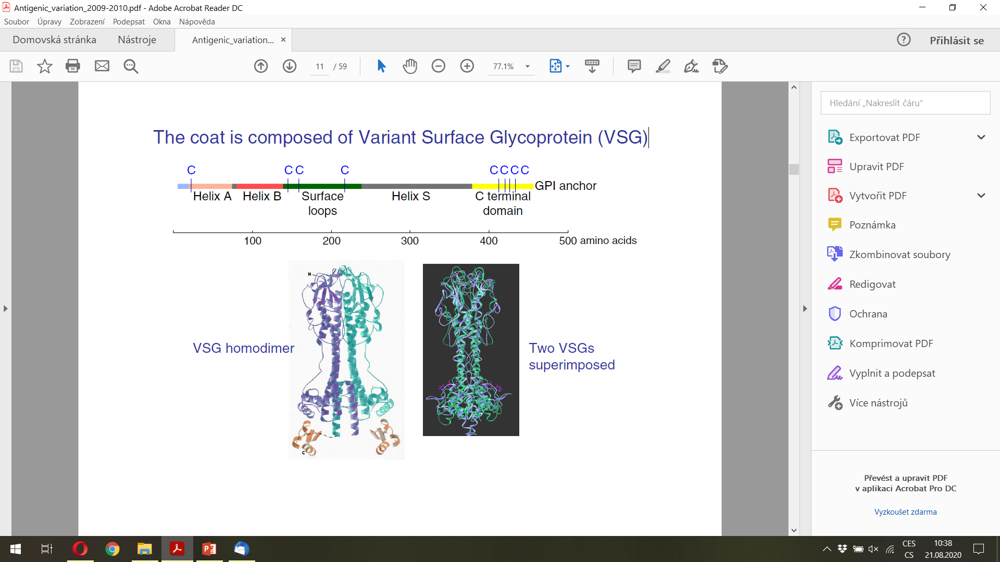 Antigenic_variation_2009-2010.pdf - Adobe Acrobat Reader DC
Soubor Úpravy Zobrazení Podepsat Okna Nápověda
Domovská stránka Nástroje Antigenic_variation... × ? Přihlásit se
11 / 59 77.1%
The coat is composed of Variant Surface Glycoprotein (VSG)
C C C C C C C C
GPI anchor
Helix A Helix B Surface Helix S C terminal
loops domain
100 200 300 400 500 amino acids
N
VSG homodimer
C
Two VSGs
superimposed
Hledání „Nakreslit čáru“
Exportovat PDF
Upravit PDF
Vytvořit PDF
Poznámka
Zkombinovat soubory
Redigovat
Ochrana
Komprimovat PDF
Vyplnit a podepsat
Více nástrojů
Převést a upravit PDF
v aplikaci Acrobat Pro DC
Vyzkoušet zdarma
CES 10:38
CS 21.08.2020